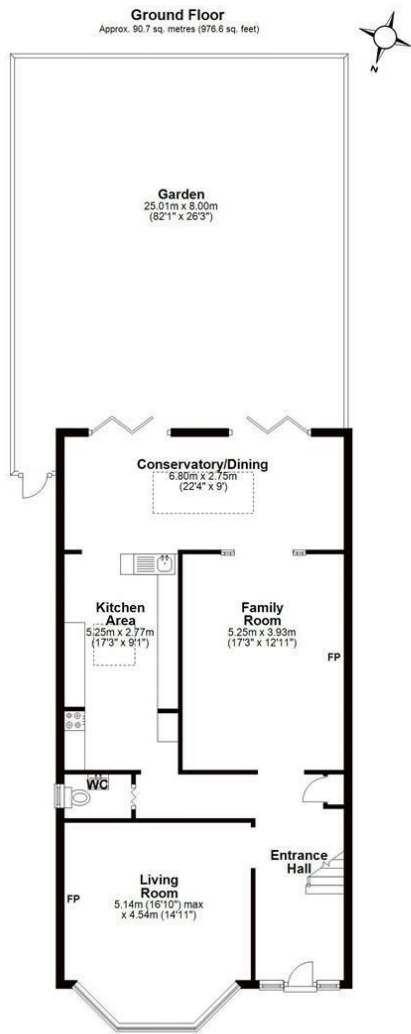 Ground Floor
Approx. 90.7 sq. metres (976.6 sq. feet)
N
Garden
25.01m x 8.00m
(82'1" x 26'3")
Conservatory/Dining
6.80m x 2.75m
(22'4" x 9')
Kitchen
Area
5.25m x 2.77m
(17'3" x 9'1")
Family
Room
5.25m x 3.93m
(17'3" x 12'11")
FP
WC
Entrance
Hall
Living
Room
5.14m (16'10") max
x 4.54m (14'11")
FP